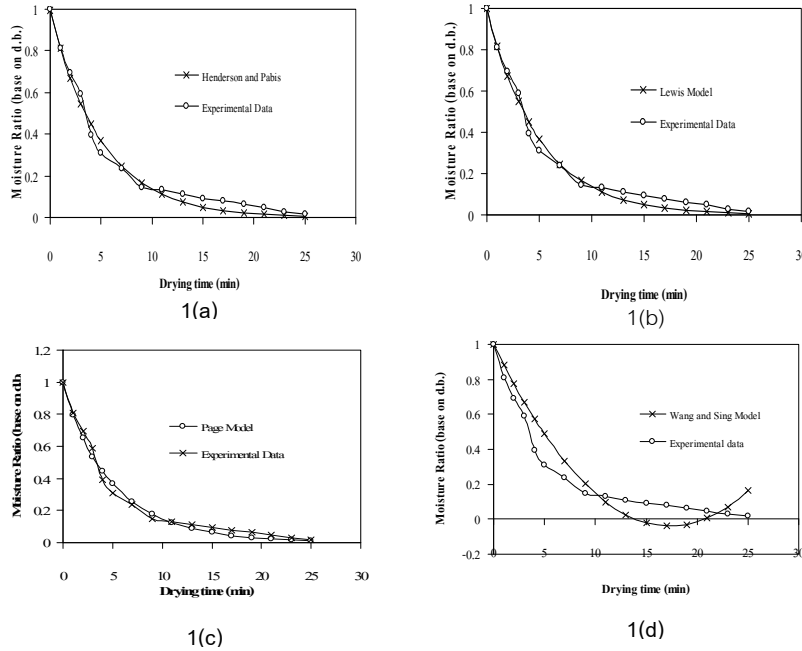 Moisture Ratio (base on d.b.)
1
0.8
0.6
0.4
0.2
0
Henderson and Pabis
Experimental Data
0 5 10 15 20 25 30
Drying time (min)
1(a)
Moisture Ratio (base on d.b.)
1
0.8
0.6
0.4
0.2
0
Lewis Model
Experimental Data
0 5 10 15 20 25 30
Drying time (min)
1(b)
Moisture Ratio (base on d.b.
1.2
1
0.8
0.6
0.4
0.2
0
Page Model
Experimental Data
0 5 10 15 20 25 30
Drying time (min)
1(c)
Moisture Ratio (base on d.b.)
1
0.8
0.6
0.4
0.2
0
-0.2
Wang and Sing Model
Experimental data
0 5 10 15 20 25 30
Drying time (min)
1(d)